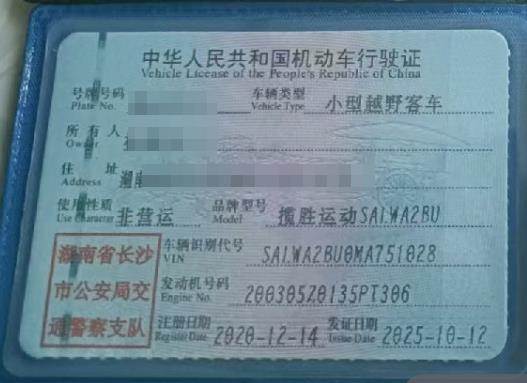 中华人民共和国机动车行驶证
Vehicle License of the People's Republic of China
号牌号码 车辆类型 小型越野客车
Plate No. Vehicle Type
所有人
Owner
住址 湖南
Address
使用性质 非营运 品牌型号 揽胜运动SALWA2BU
Use Character Model
湖南省长沙
市公安局交
通警察支队
车辆识别代号 SALWA2BU0MA751028
VIN
发动机号码 20030520135PT306
Engine No.
注册日期 2020-12-14 发证日期 2025-10-12
Register Date Issue Date